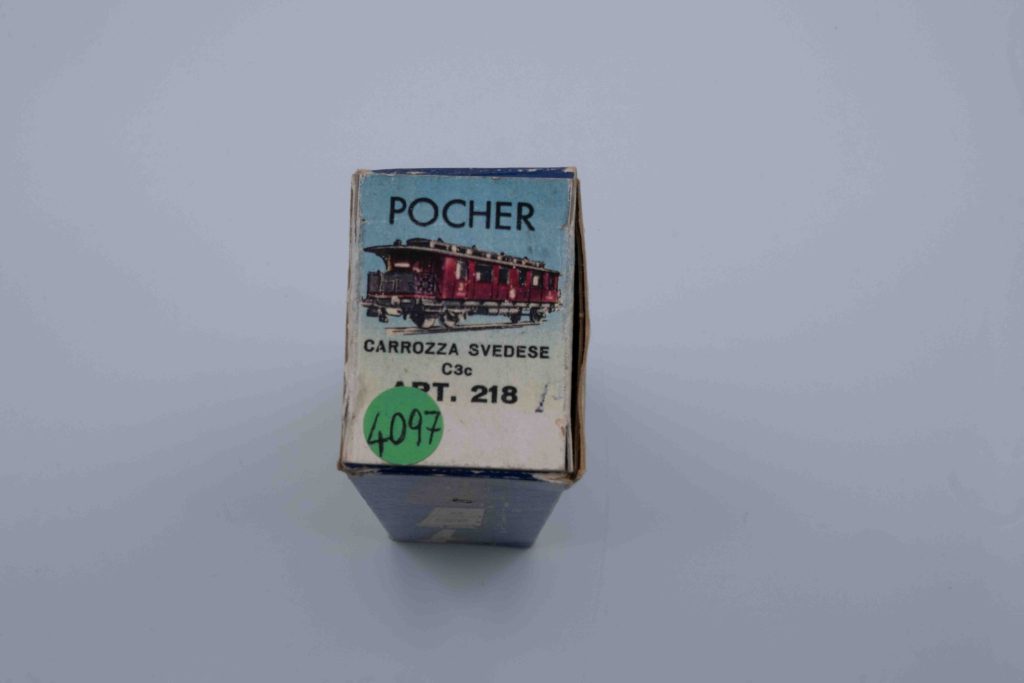 POCHER
CARROZZA SVEDESE
C3c
ART. 218
4097